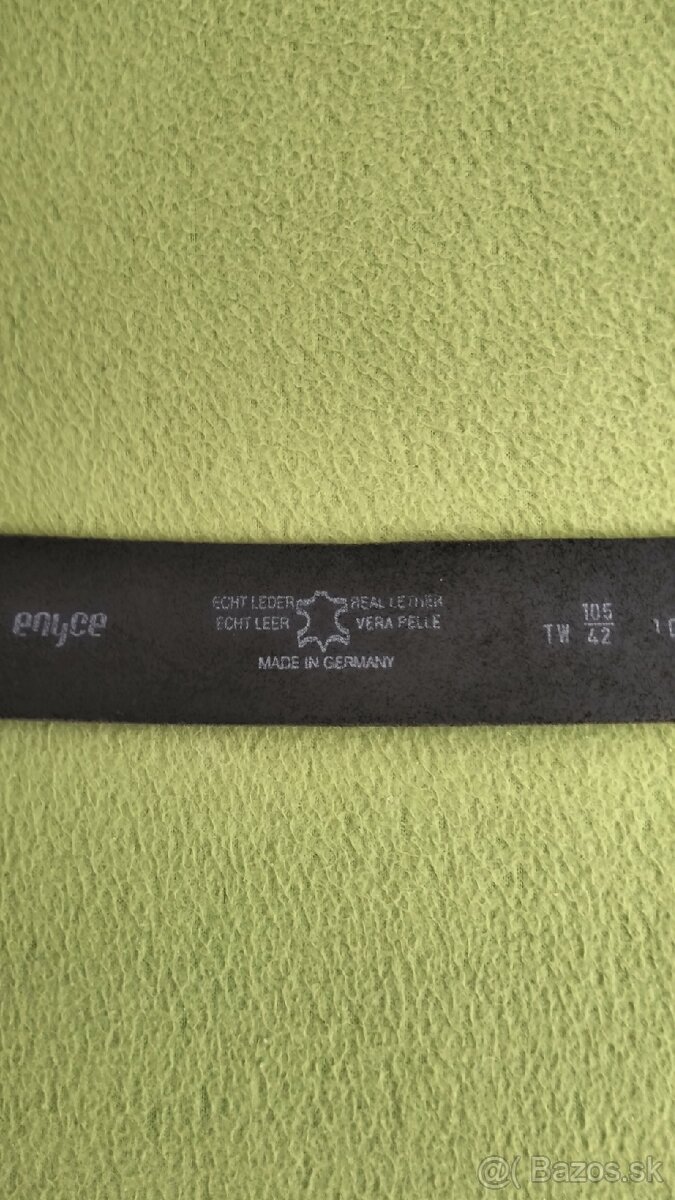 enyce
ECHT LEDER REAL LETHER
ECHT LEER VERA PELLE
MADE IN GERMANY
TW 105/42
@( Bazos.sk